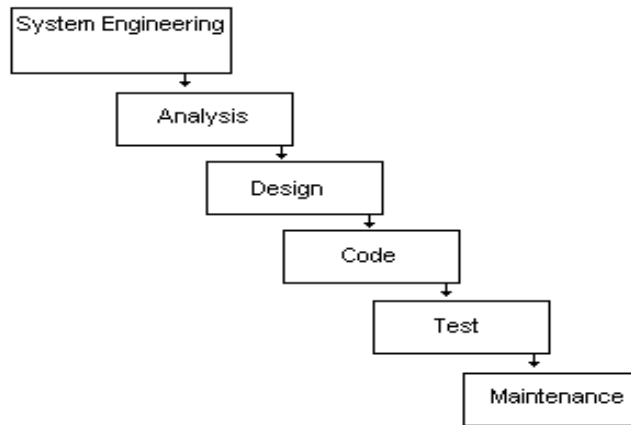 System Engineering
Analysis
Design
Code
Test
Maintenance